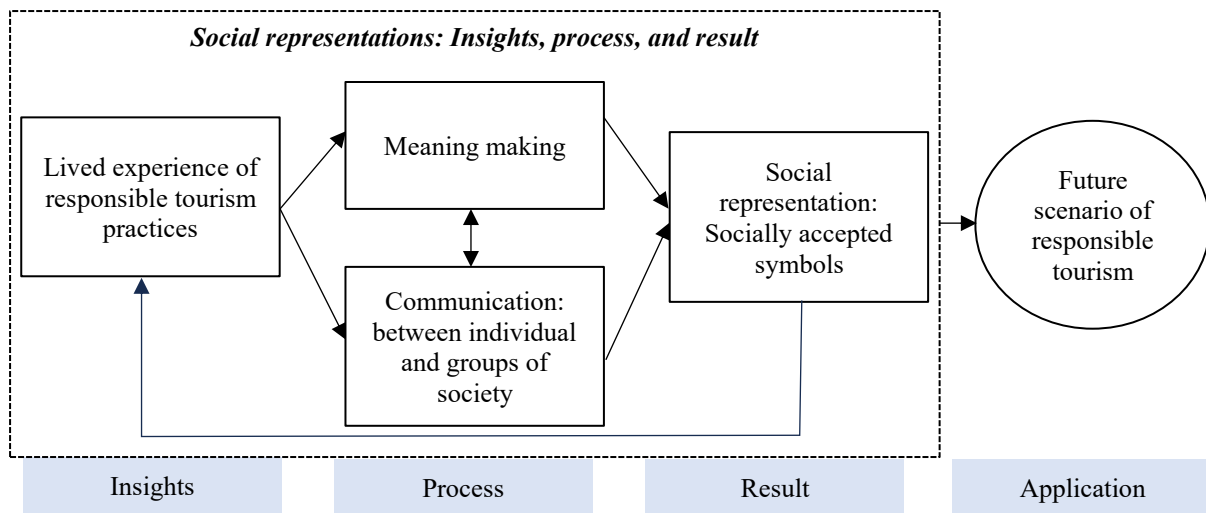 Social representations: Insights, process, and result
Lived experience of
responsible tourism
practices
Meaning making
Communication:
between individual
and groups of
society
Social
representation:
Socially accepted
symbols
Future
scenario of
responsible
tourism
Insights
Process
Result
Application